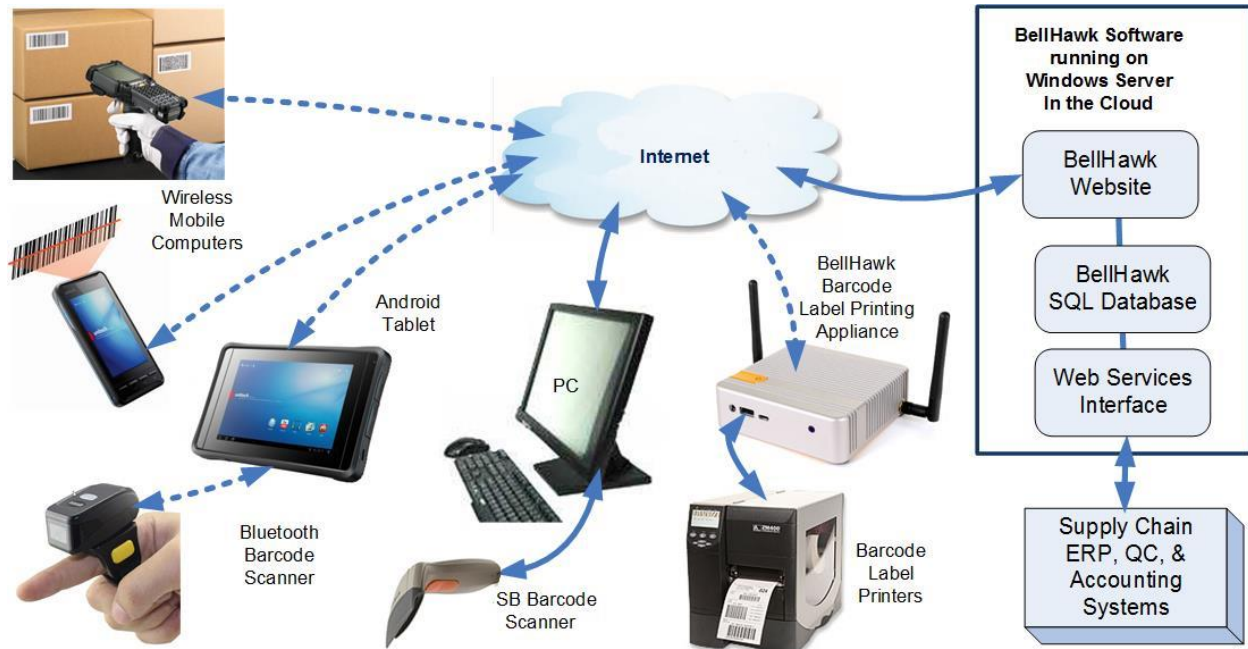 BellHawk Software
running on
Windows Server
In the Cloud
Internet
BellHawk
Website
Wireless
Mobile
Computers
BellHawk
SQL Database
BellHawk
Barcode
Label Printing
Appliance
Android
Tablet
PC
Web Services
Interface
Bluetooth
Barcode
Scanner
SB Barcode
Scanner
Barcode
Label
Printers
Supply Chain
ERP, QC, &
Accounting
Systems